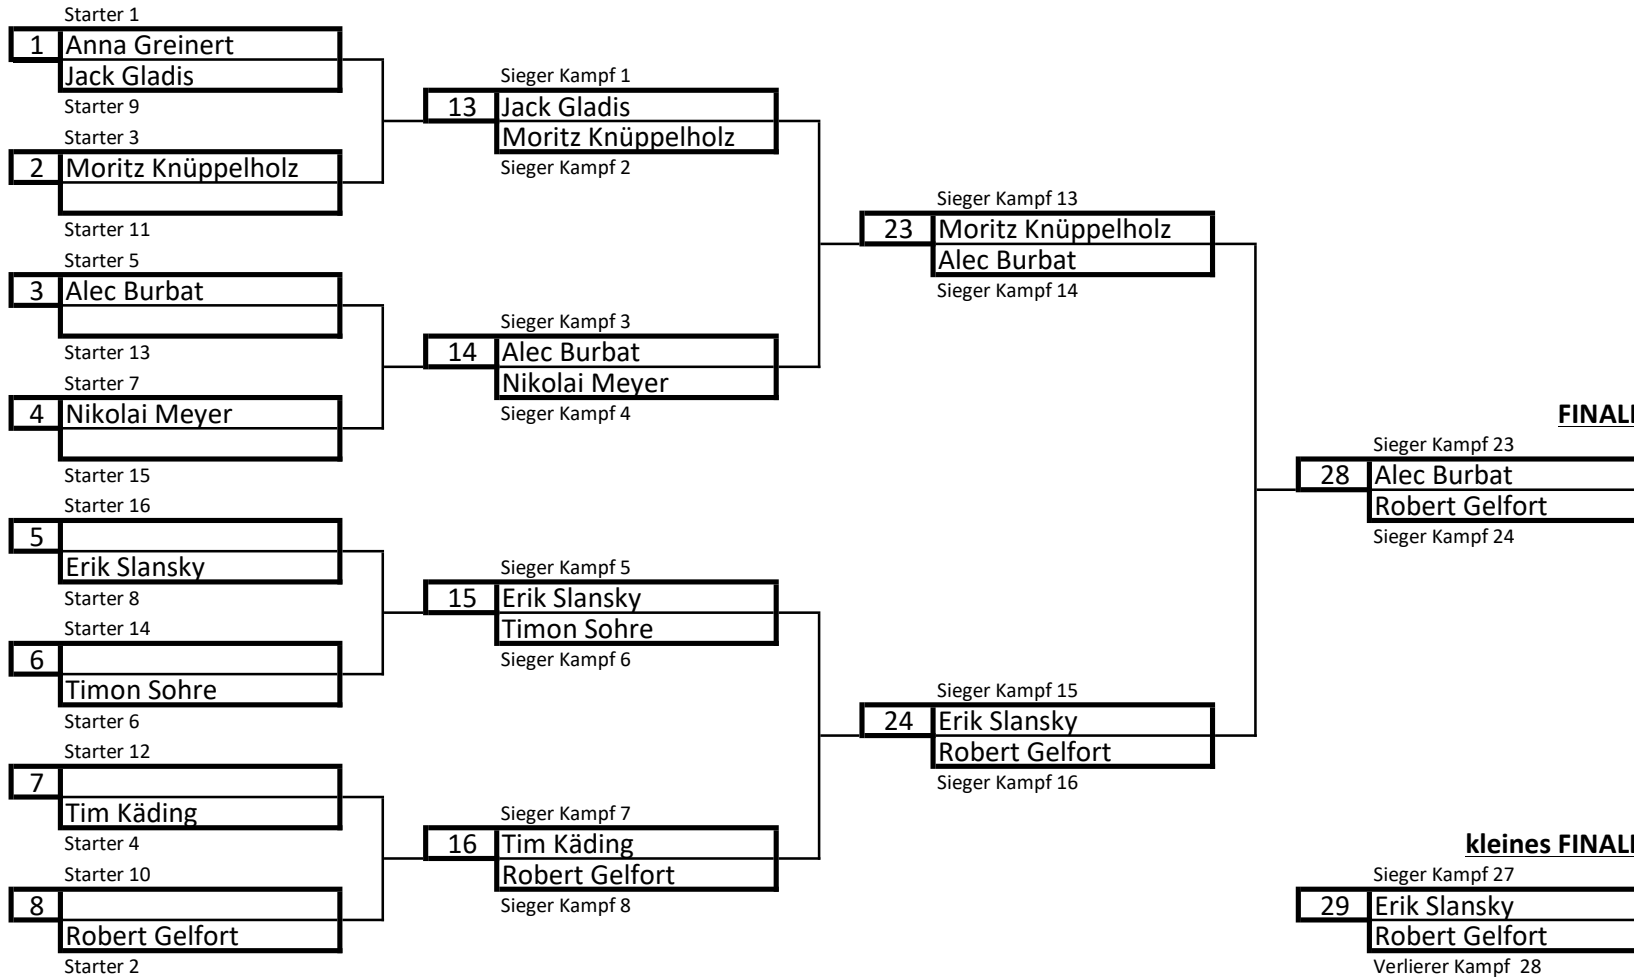 Starter 1
1 Anna Greinert
Jack Gladis
Starter 9
Starter 3
2 Moritz Knüppelholz
Starter 11
Starter 5
3 Alec Burbat
Starter 13
Starter 7
4 Nikolai Meyer
Starter 15
Starter 16
5
Erik Slansky
Starter 8
Starter 14
6
Timon Sohre
Starter 6
Starter 12
7
Tim Käding
Starter 4
Starter 10
8
Robert Gelfort
Starter 2
Sieger Kampf 1
13 Jack Gladis
Moritz Knüppelholz
Sieger Kampf 2
Sieger Kampf 3
14 Alec Burbat
Nikolai Meyer
Sieger Kampf 4
Sieger Kampf 5
15 Erik Slansky
Timon Sohre
Sieger Kampf 6
Sieger Kampf 7
16 Tim Käding
Robert Gelfort
Sieger Kampf 8
Sieger Kampf 13
23 Moritz Knüppelholz
Alec Burbat
Sieger Kampf 14
Sieger Kampf 15
24 Erik Slansky
Robert Gelfort
Sieger Kampf 16
FINALE
Sieger Kampf 23
28 Alec Burbat
Robert Gelfort
Sieger Kampf 24
kleines FINALE
Sieger Kampf 27
29 Erik Slansky
Robert Gelfort
Verlierer Kampf 28